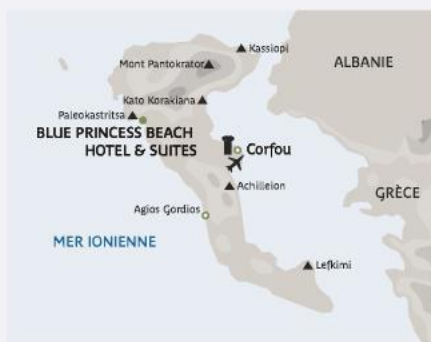 Kassiopi
ALBANIE
Mont Pantokrator
Kato Korakiana
Paleokastritsa
BLUE PRINCESS BEACH
HOTEL & SUITES
Corfou
Achilleion
GRÈCE
Agios Gordios
MER IONIENNE
Lefkimi